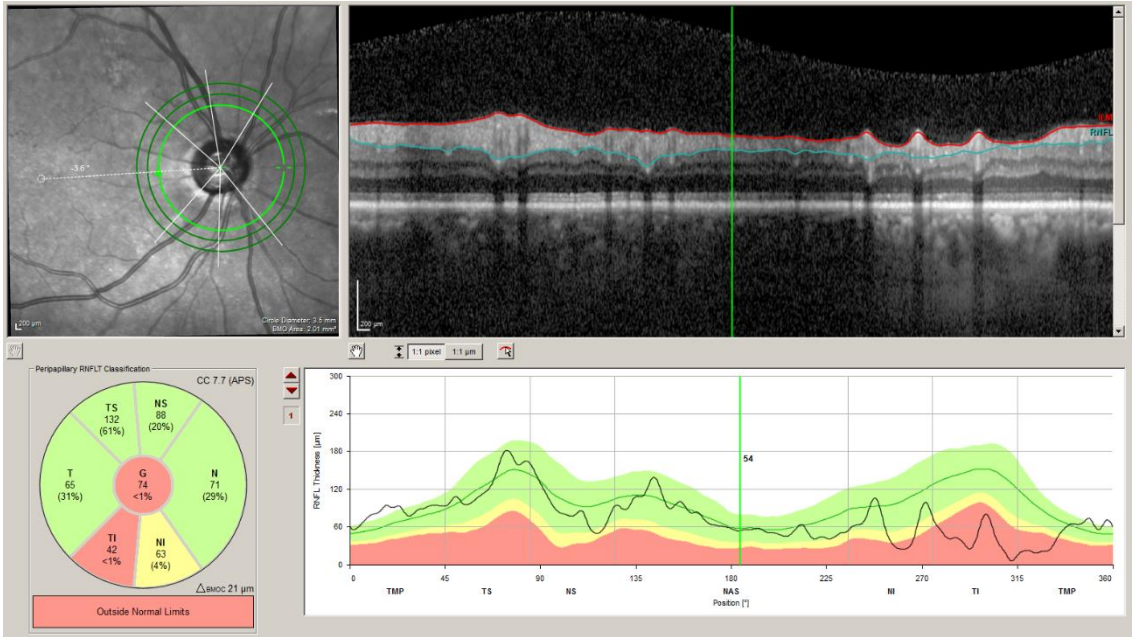 -3.6°
200 µm
Circle Diameter: 3.5 mm
BMO Area: 2.01 mm²
ILM
RNFL
200 µm
1:1 pixel
1:1 µm
Peripapillary RNFLT Classification
CC 7.7 (APS)
TS
132
(61%)
NS
88
(20%)
T
65
(31%)
G
74
<1%
N
71
(29%)
TI
42
<1%
NI
63
(4%)
△BMOC 21 µm
Outside Normal Limits
1
RNFL Thickness [µm]
300
240
180
120
60
0
54
0 45 90 135 180 225 270 315 360
TMP TS NS NAS NI TI TMP
Position [°]